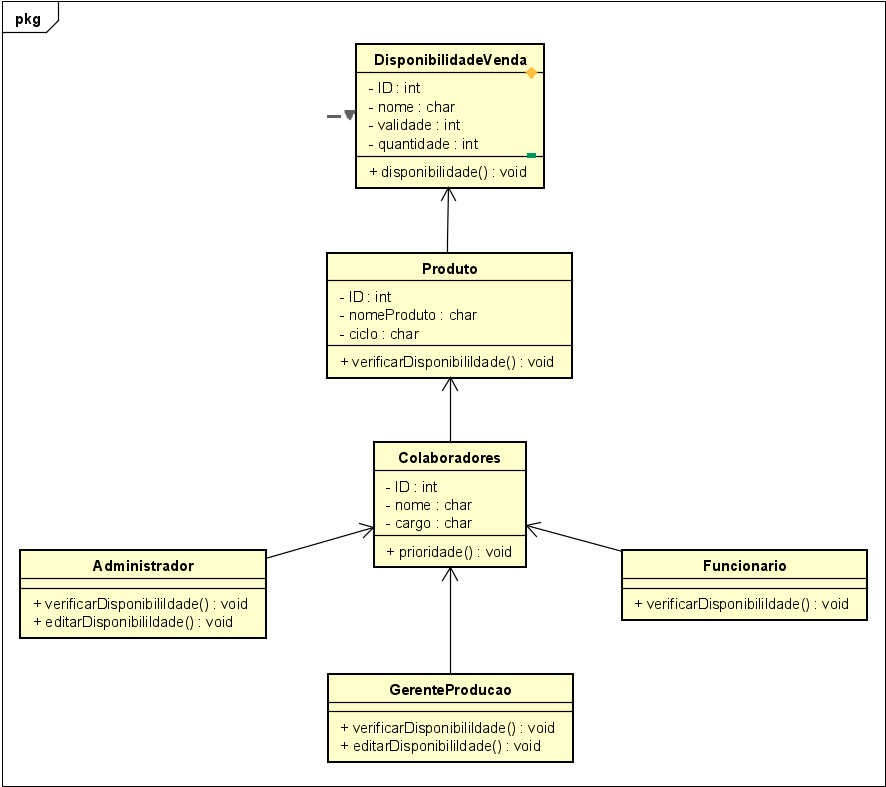 pkg
DisponibilidadeVenda
- ID : int
- nome : char
- validade : int
- quantidade : int
+ disponibilidade() : void
Produto
- ID : int
- nomeProduto : char
- ciclo : char
+ verificarDisponibilildade() : void
Colaboradores
- ID : int
- nome : char
- cargo : char
+ prioridade() : void
Administrador
+ verificarDisponibilildade() : void
+ editarDisponibilildade() : void
Funcionario
+ verificarDisponibilildade() : void
GerenteProducao
+ verificarDisponibilildade() : void
+ editarDisponibilildade() : void